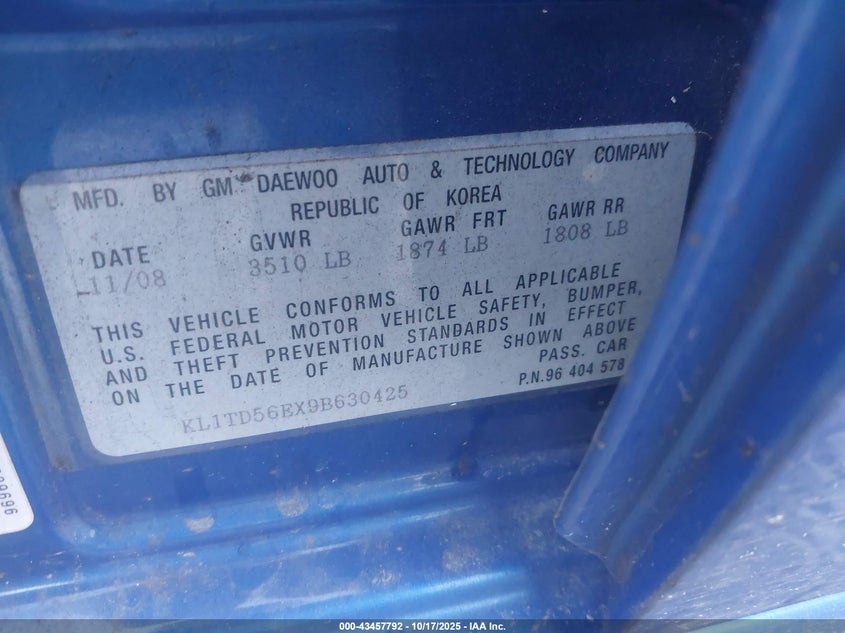 MFD. BY GM DAEWOO AUTO & TECHNOLOGY COMPANY
REPUBLIC OF KOREA
DATE GVWR GAWR FRT GAWR RR
11/08 3510 LB 1874 LB 1808 LB
THIS VEHICLE CONFORMS TO ALL APPLICABLE
U.S. FEDERAL MOTOR VEHICLE SAFETY, BUMPER,
AND THEFT PREVENTION STANDARDS IN EFFECT
ON THE DATE OF MANUFACTURE SHOWN ABOVE
PASS. CAR
P.N.96 404 578
KL1TD56EX9B630425
000-43457792 | 10/17/2025 | IAA Inc.